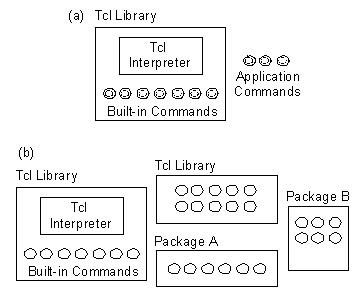 (a) Tcl Library
Tcl
Interpreter
Built-in Commands
Application
Commands
(b)
Tcl Library
Tcl
Interpreter
Built-in Commands
Tcl Library
Package A
Package B